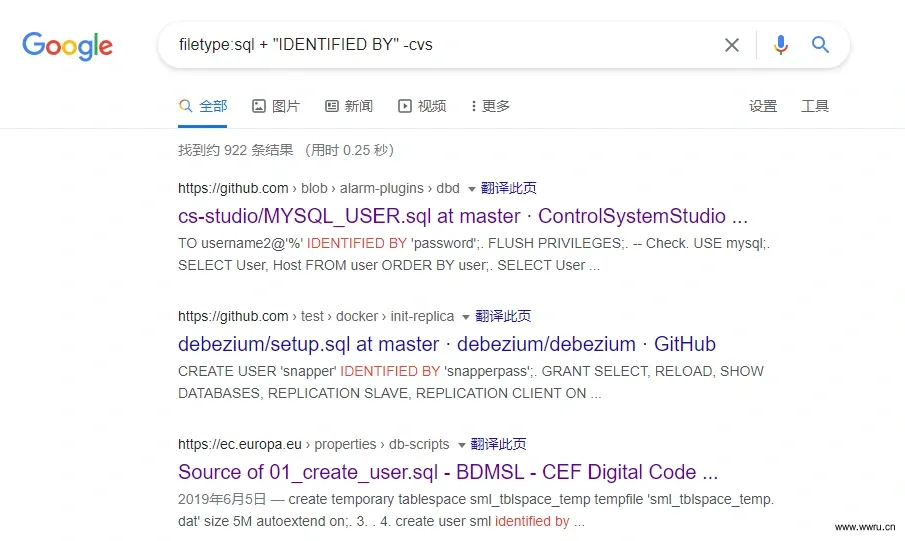 Google
filetype:sql + "IDENTIFIED BY" -cvs
全部 图片 新闻 视频 更多 设置 工具
找到约 922 条结果 （用时 0.25 秒）
https://github.com › blob › alarm-plugins › dbd 翻译此页
cs-studio/MYSQL_USER.sql at master · ControlSystemStudio ...
TO username2@'%' IDENTIFIED BY 'password';. FLUSH PRIVILEGES;. -- Check. USE mysql;.
SELECT User, Host FROM user ORDER BY user;. SELECT User ...
https://github.com › test › docker › init-replica 翻译此页
debezium/setup.sql at master · debezium/debezium · GitHub
CREATE USER 'snapper' IDENTIFIED BY 'snapperpass';. GRANT SELECT, RELOAD, SHOW
DATABASES, REPLICATION SLAVE, REPLICATION CLIENT ON ...
https://ec.europa.eu › properties › db-scripts 翻译此页
Source of 01_create_user.sql - BDMSL - CEF Digital Code ...
2019年6月5日 — create temporary tablespace sml_tblspace_temp tempfile 'sml_tblspace_temp.
dat' size 5M autoextend on;. 3. . 4. create user sml identified by ...
www.wwru.cn